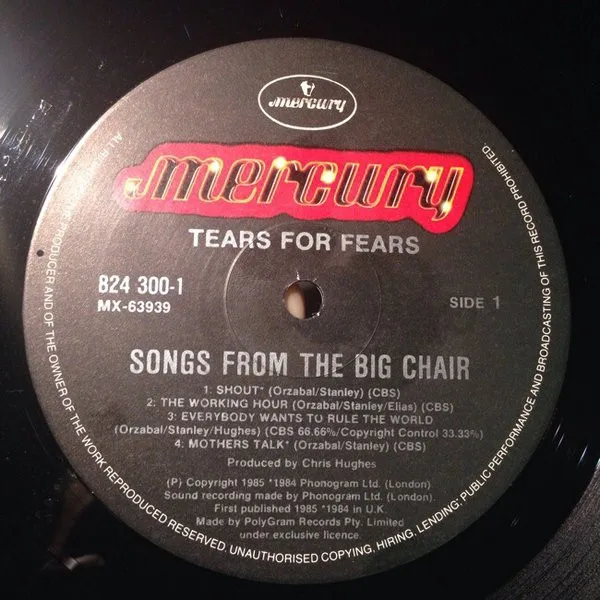 mercury
mercury
TEARS FOR FEARS
824 300-1
MX-63939
SIDE 1
SONGS FROM THE BIG CHAIR
1: SHOUT* (Orzabal/Stanley) (CBS)
2: THE WORKING HOUR (Orzabal/Stanley/Elias) (CBS)
3: EVERYBODY WANTS TO RULE THE WORLD
(Orzabal/Stanley/Hughes) (CBS 66.66%/Copyright Control 33.33%)
4: MOTHERS TALK* (Orzabal/Stanley) (CBS)
Produced by Chris Hughes
(P) Copyright 1985 *1984 Phonogram Ltd. (London)
Sound recording made by Phonogram Ltd. (London).
First published 1985 *1984 in U.K.
Made by PolyGram Records Pty. Limited
under exclusive licence.
PRODUCER AND OF THE OWNER OF THE WORK REPRODUCED RESERVED. UNAUTHORISED COPYING, HIRING, LENDING; PUBLIC PERFORMANCE AND BROADCASTING OF THIS RECORD PROHIBITED.